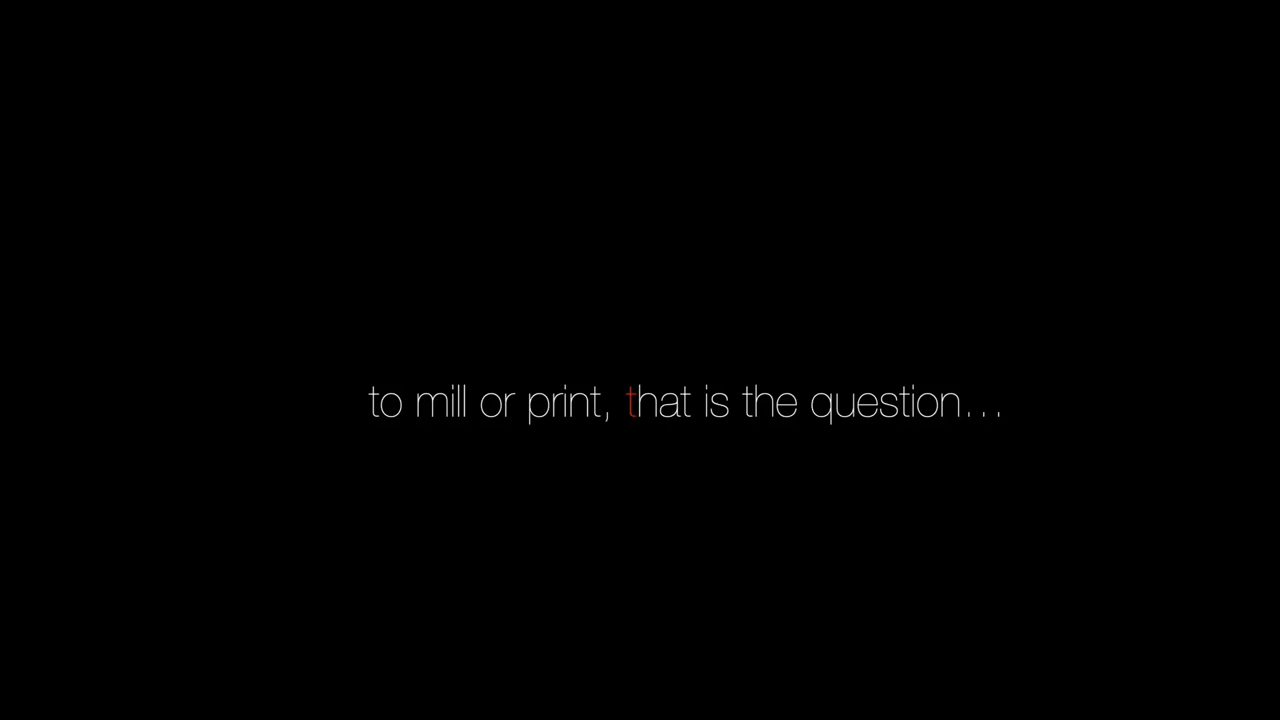 to mill or print, that is the question...